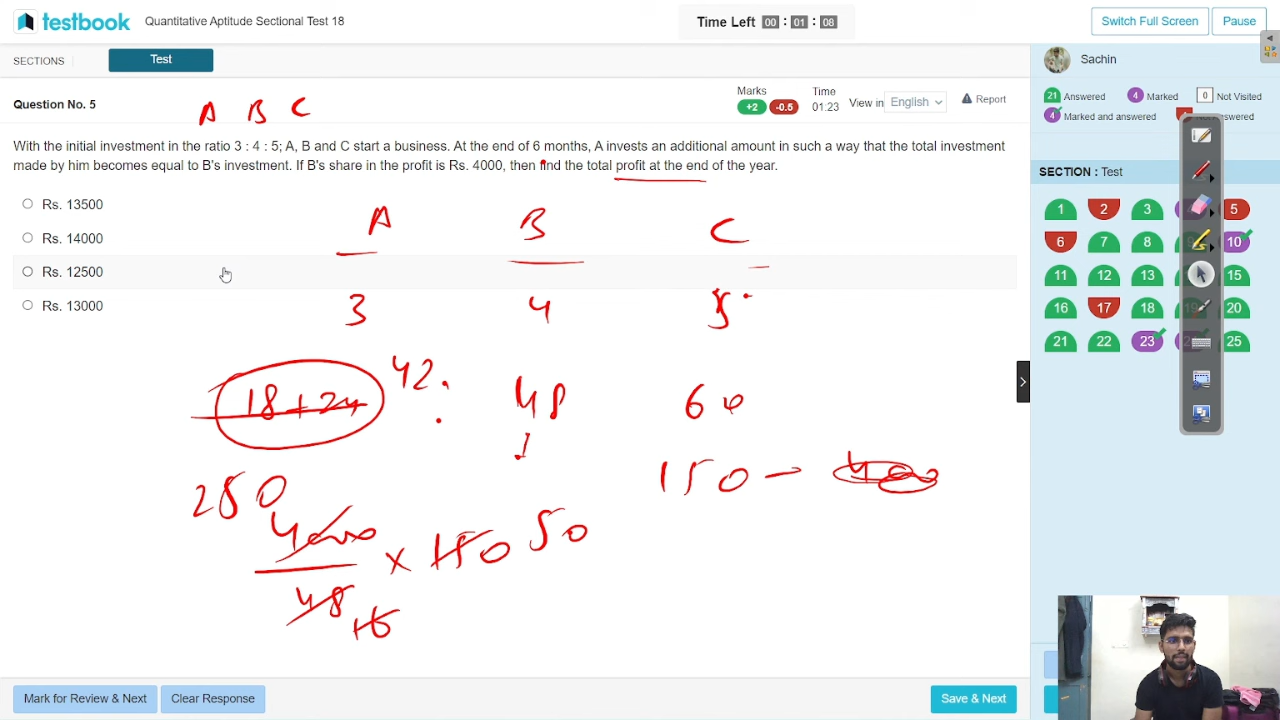 testbook
Quantitative Aptitude Sectional Test 18
Time Left 00 : 01 : 08
Switch Full Screen
Pause
SECTIONS
Test
Sachin
Question No. 5
A B C
Marks
+2 -0.5
Time
01:23
View in English
Report
21 Answered
4 Marked
0 Not Visited
4 Marked and answered
With the initial investment in the ratio 3 : 4 : 5; A, B and C start a business. At the end of 6 months, A invests an additional amount in such a way that the total investment
made by him becomes equal to B's investment. If B's share in the profit is Rs. 4000, then find the total profit at the end of the year.
SECTION : Test
Rs. 13500
Rs. 14000
Rs. 12500
Rs. 13000
A B C
3 4 5
18+24 42 : 48 60
150 -
250
4000
48
× 150 50
16
1 2 3 5
6 7 8 10
11 12 13 15
16 17 18 20
21 22 23 25
Mark for Review & Next
Clear Response
Save & Next